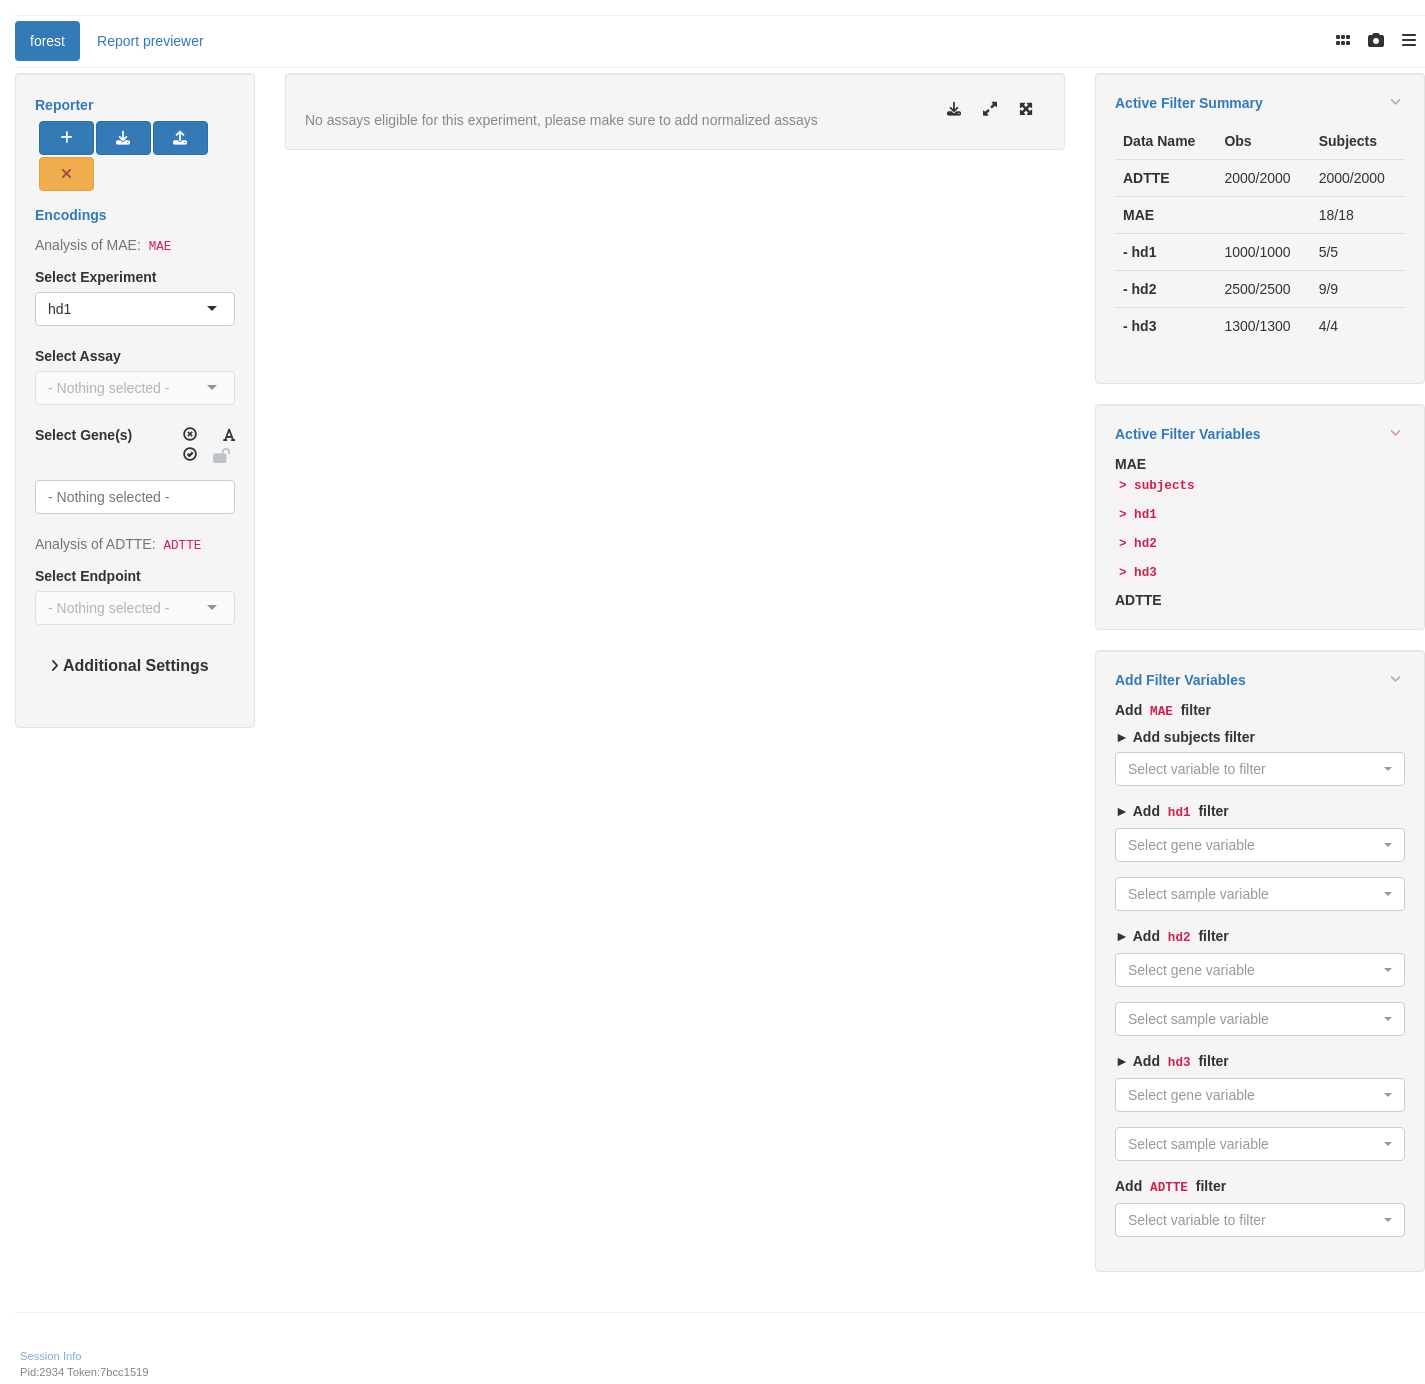 forest
Report previewer
Reporter
Encodings
Analysis of MAE: MAE
Select Experiment
hd1
Select Assay
- Nothing selected -
Select Gene(s)
- Nothing selected -
Analysis of ADTTE: ADTTE
Select Endpoint
- Nothing selected -
Additional Settings
No assays eligible for this experiment, please make sure to add normalized assays
Active Filter Summary
Data Name Obs Subjects
ADTTE 2000/2000 2000/2000
MAE 18/18
- hd1 1000/1000 5/5
- hd2 2500/2500 9/9
- hd3 1300/1300 4/4
Active Filter Variables
MAE
> subjects
> hd1
> hd2
> hd3
ADTTE
Add Filter Variables
Add MAE filter
► Add subjects filter
Select variable to filter
► Add hd1 filter
Select gene variable
Select sample variable
► Add hd2 filter
Select gene variable
Select sample variable
► Add hd3 filter
Select gene variable
Select sample variable
Add ADTTE filter
Select variable to filter
Session Info
Pid:2934 Token:7bcc1519